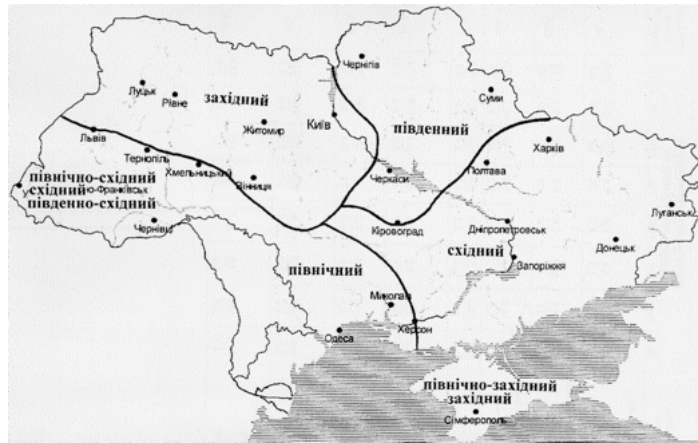 Чернігів
Луцьк
Рівне
західний
Суми
Житомир
Київ
південний
Львів
Харків
Тернопіль
Хмельницький
Полтава
Вінниця
Черкаси
північно-східний
східний
о-Франківськ
південно-східний
Луганськ
Чернівці
Кіровоград
Дніпропетровськ
Донецьк
східний
північний
Запоріжжя
Миколаїв
Херсон
Одеса
північно-західний
західний
Сімферополь